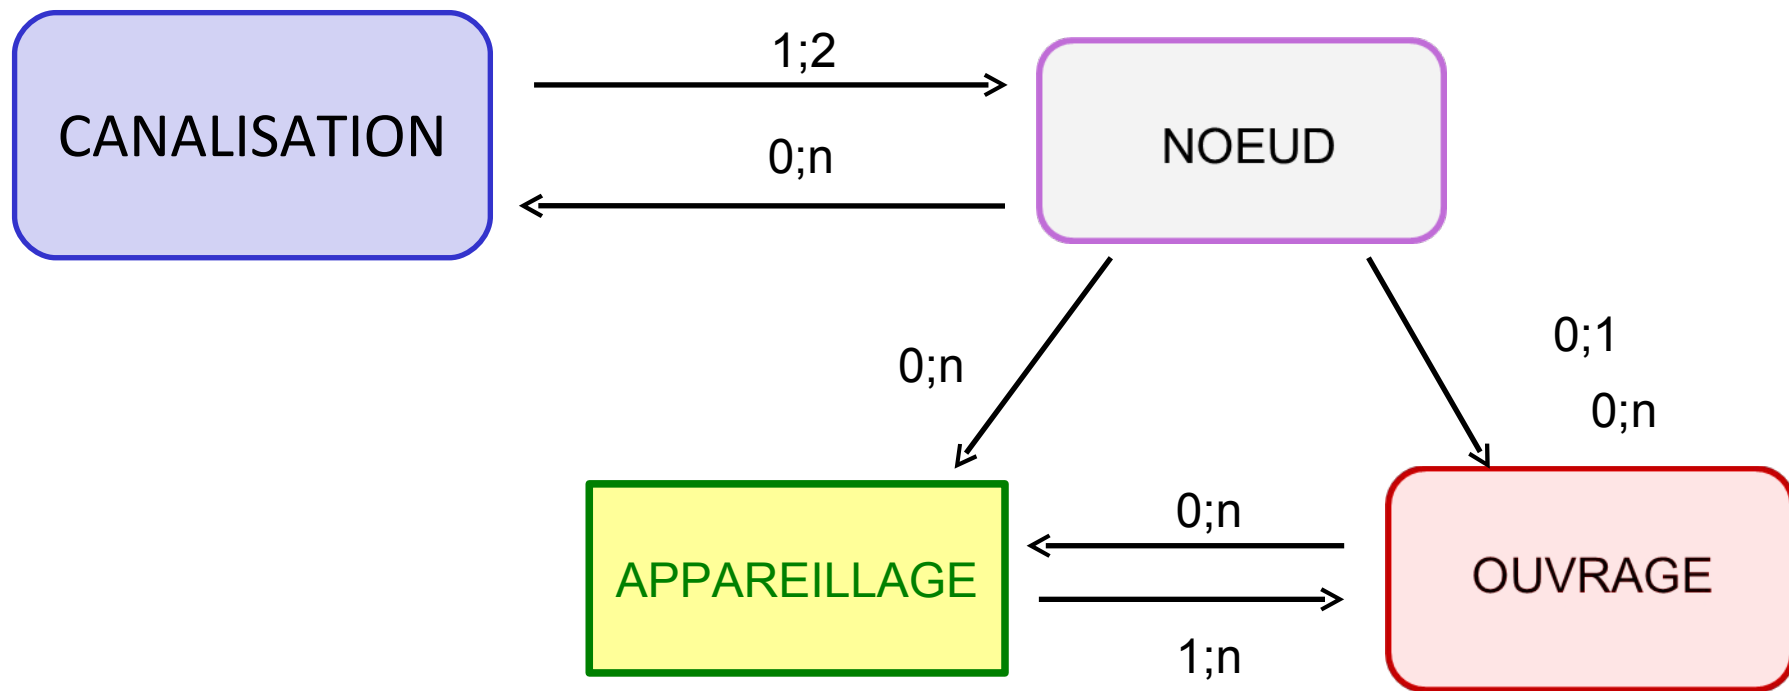 1;2
CANALISATION
NOEUD
0;n
0;1
0;n
0;n
0;n
APPAREILLAGE
OUVRAGE
1;n